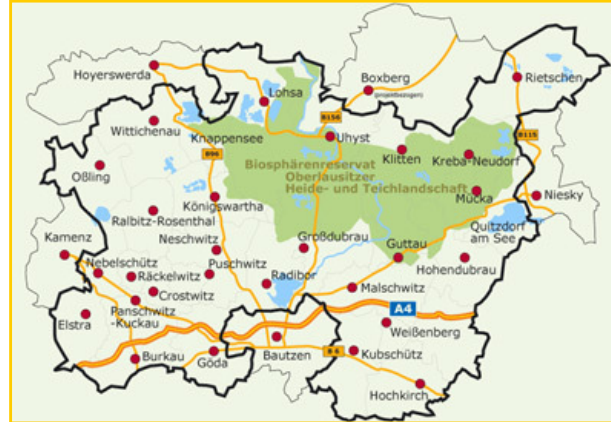 Hoyerswerda
Boxberg
(projektbezogen)
Rietschen
Lohsa
B156
Wittichenau
Knappensee
Uhyst
B115
B96
Klitten
Kreba-Neudorf
Biosphärenreservat
Oberlausitzer
Heide- und Teichlandschaft
Oßling
Königswartha
Mücka
Niesky
Ralbitz-Rosenthal
Quitzdorf
am See
Kamenz
Neschwitz
Großdubrau
Guttau
Nebelschütz
Räckelwitz
Puschwitz
Radibor
Hohendubrau
Crostwitz
Malschwitz
Panschwitz
-Kuckau
A4
Elstra
Weißenberg
Burkau
Göda
Bautzen
B 6
Kubschütz
Hochkirch